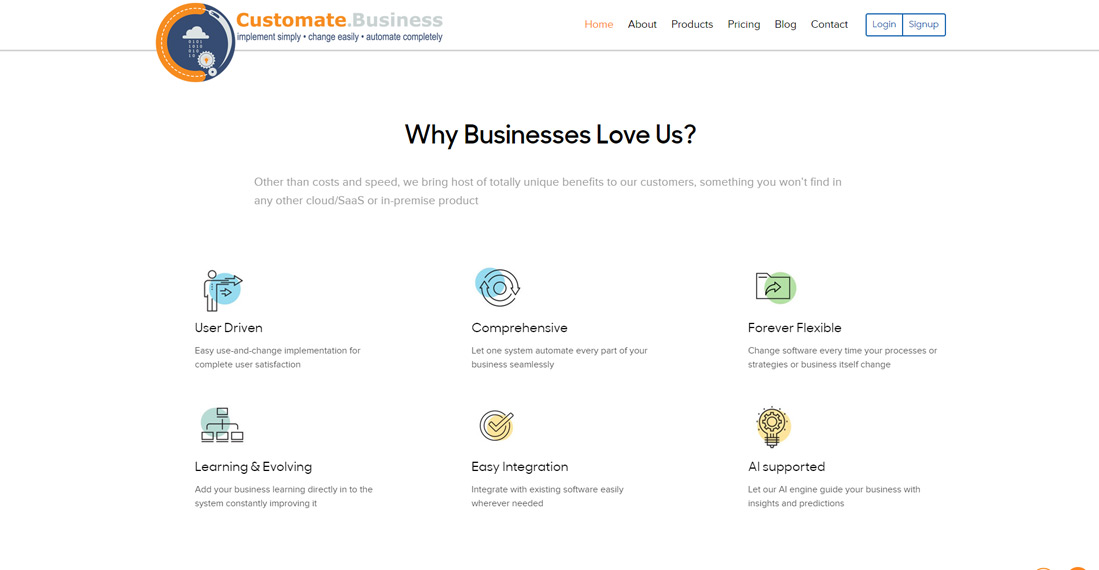 Customate.Business
implement simply • change easily • automate completely
Home About Products Pricing Blog Contact Login Signup
0101
1010
010
10
Why Businesses Love Us?
Other than costs and speed, we bring host of totally unique benefits to our customers, something you won't find in
any other cloud/SaaS or in-premise product
User Driven
Easy use-and-change implementation for
complete user satisfaction
Comprehensive
Let one system automate every part of your
business seamlessly
Forever Flexible
Change software every time your processes or
strategies or business itself change
Learning & Evolving
Add your business learning directly in to the
system constantly improving it
Easy Integration
Integrate with existing software easily
wherever needed
AI supported
Let our AI engine guide your business with
insights and predictions